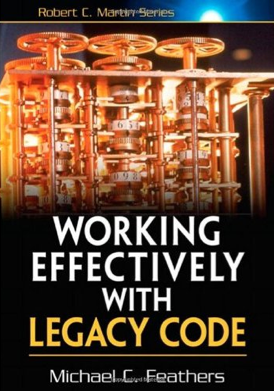 Robert C. Martin Series
WORKING
EFFECTIVELY
WITH
LEGACY CODE
Michael C. Feathers